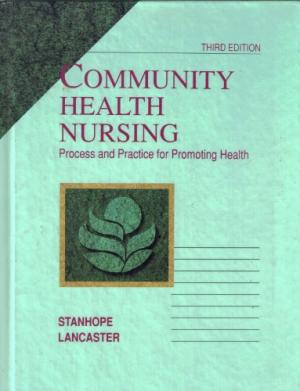 THIRD EDITION
COMMUNITY
HEALTH
NURSING
Process and Practice for Promoting Health
STANHOPE
LANCASTER